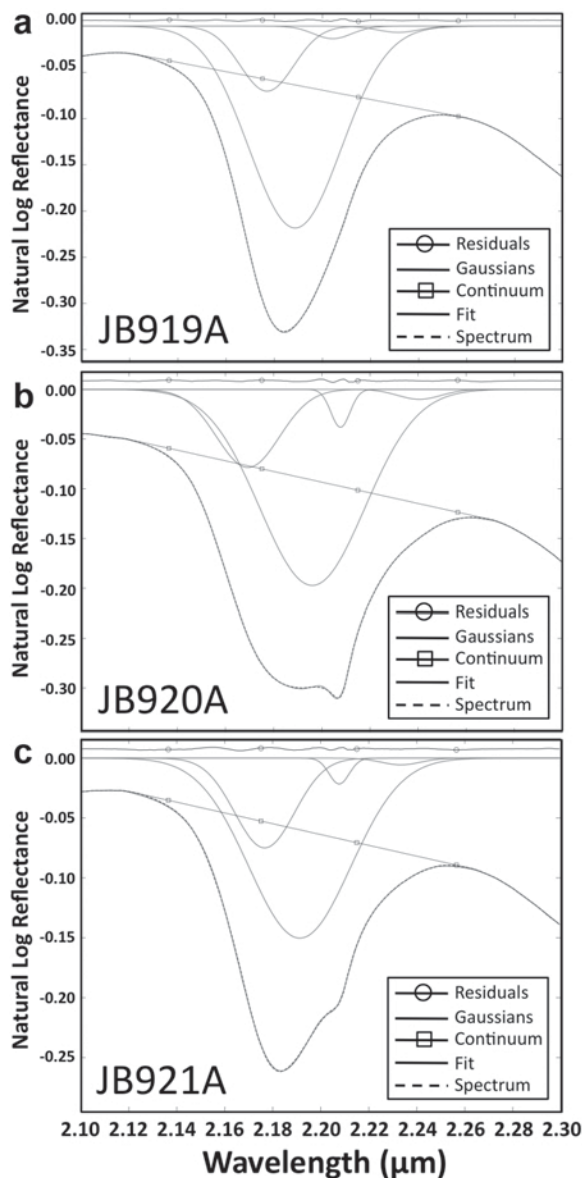 a
0.00
-0.05
-0.10
-0.15
-0.20
-0.25
-0.30
-0.35
Natural Log Reflectance
Residuals
Gaussians
Continuum
Fit
Spectrum
JB919A
b
0.00
-0.05
-0.10
-0.15
-0.20
-0.25
-0.30
Natural Log Reflectance
Residuals
Gaussians
Continuum
Fit
Spectrum
JB920A
c
0.00
-0.05
-0.10
-0.15
-0.20
-0.25
Natural Log Reflectance
Residuals
Gaussians
Continuum
Fit
Spectrum
JB921A
2.10 2.12 2.14 2.16 2.18 2.20 2.22 2.24 2.26 2.28 2.30
Wavelength (μm)